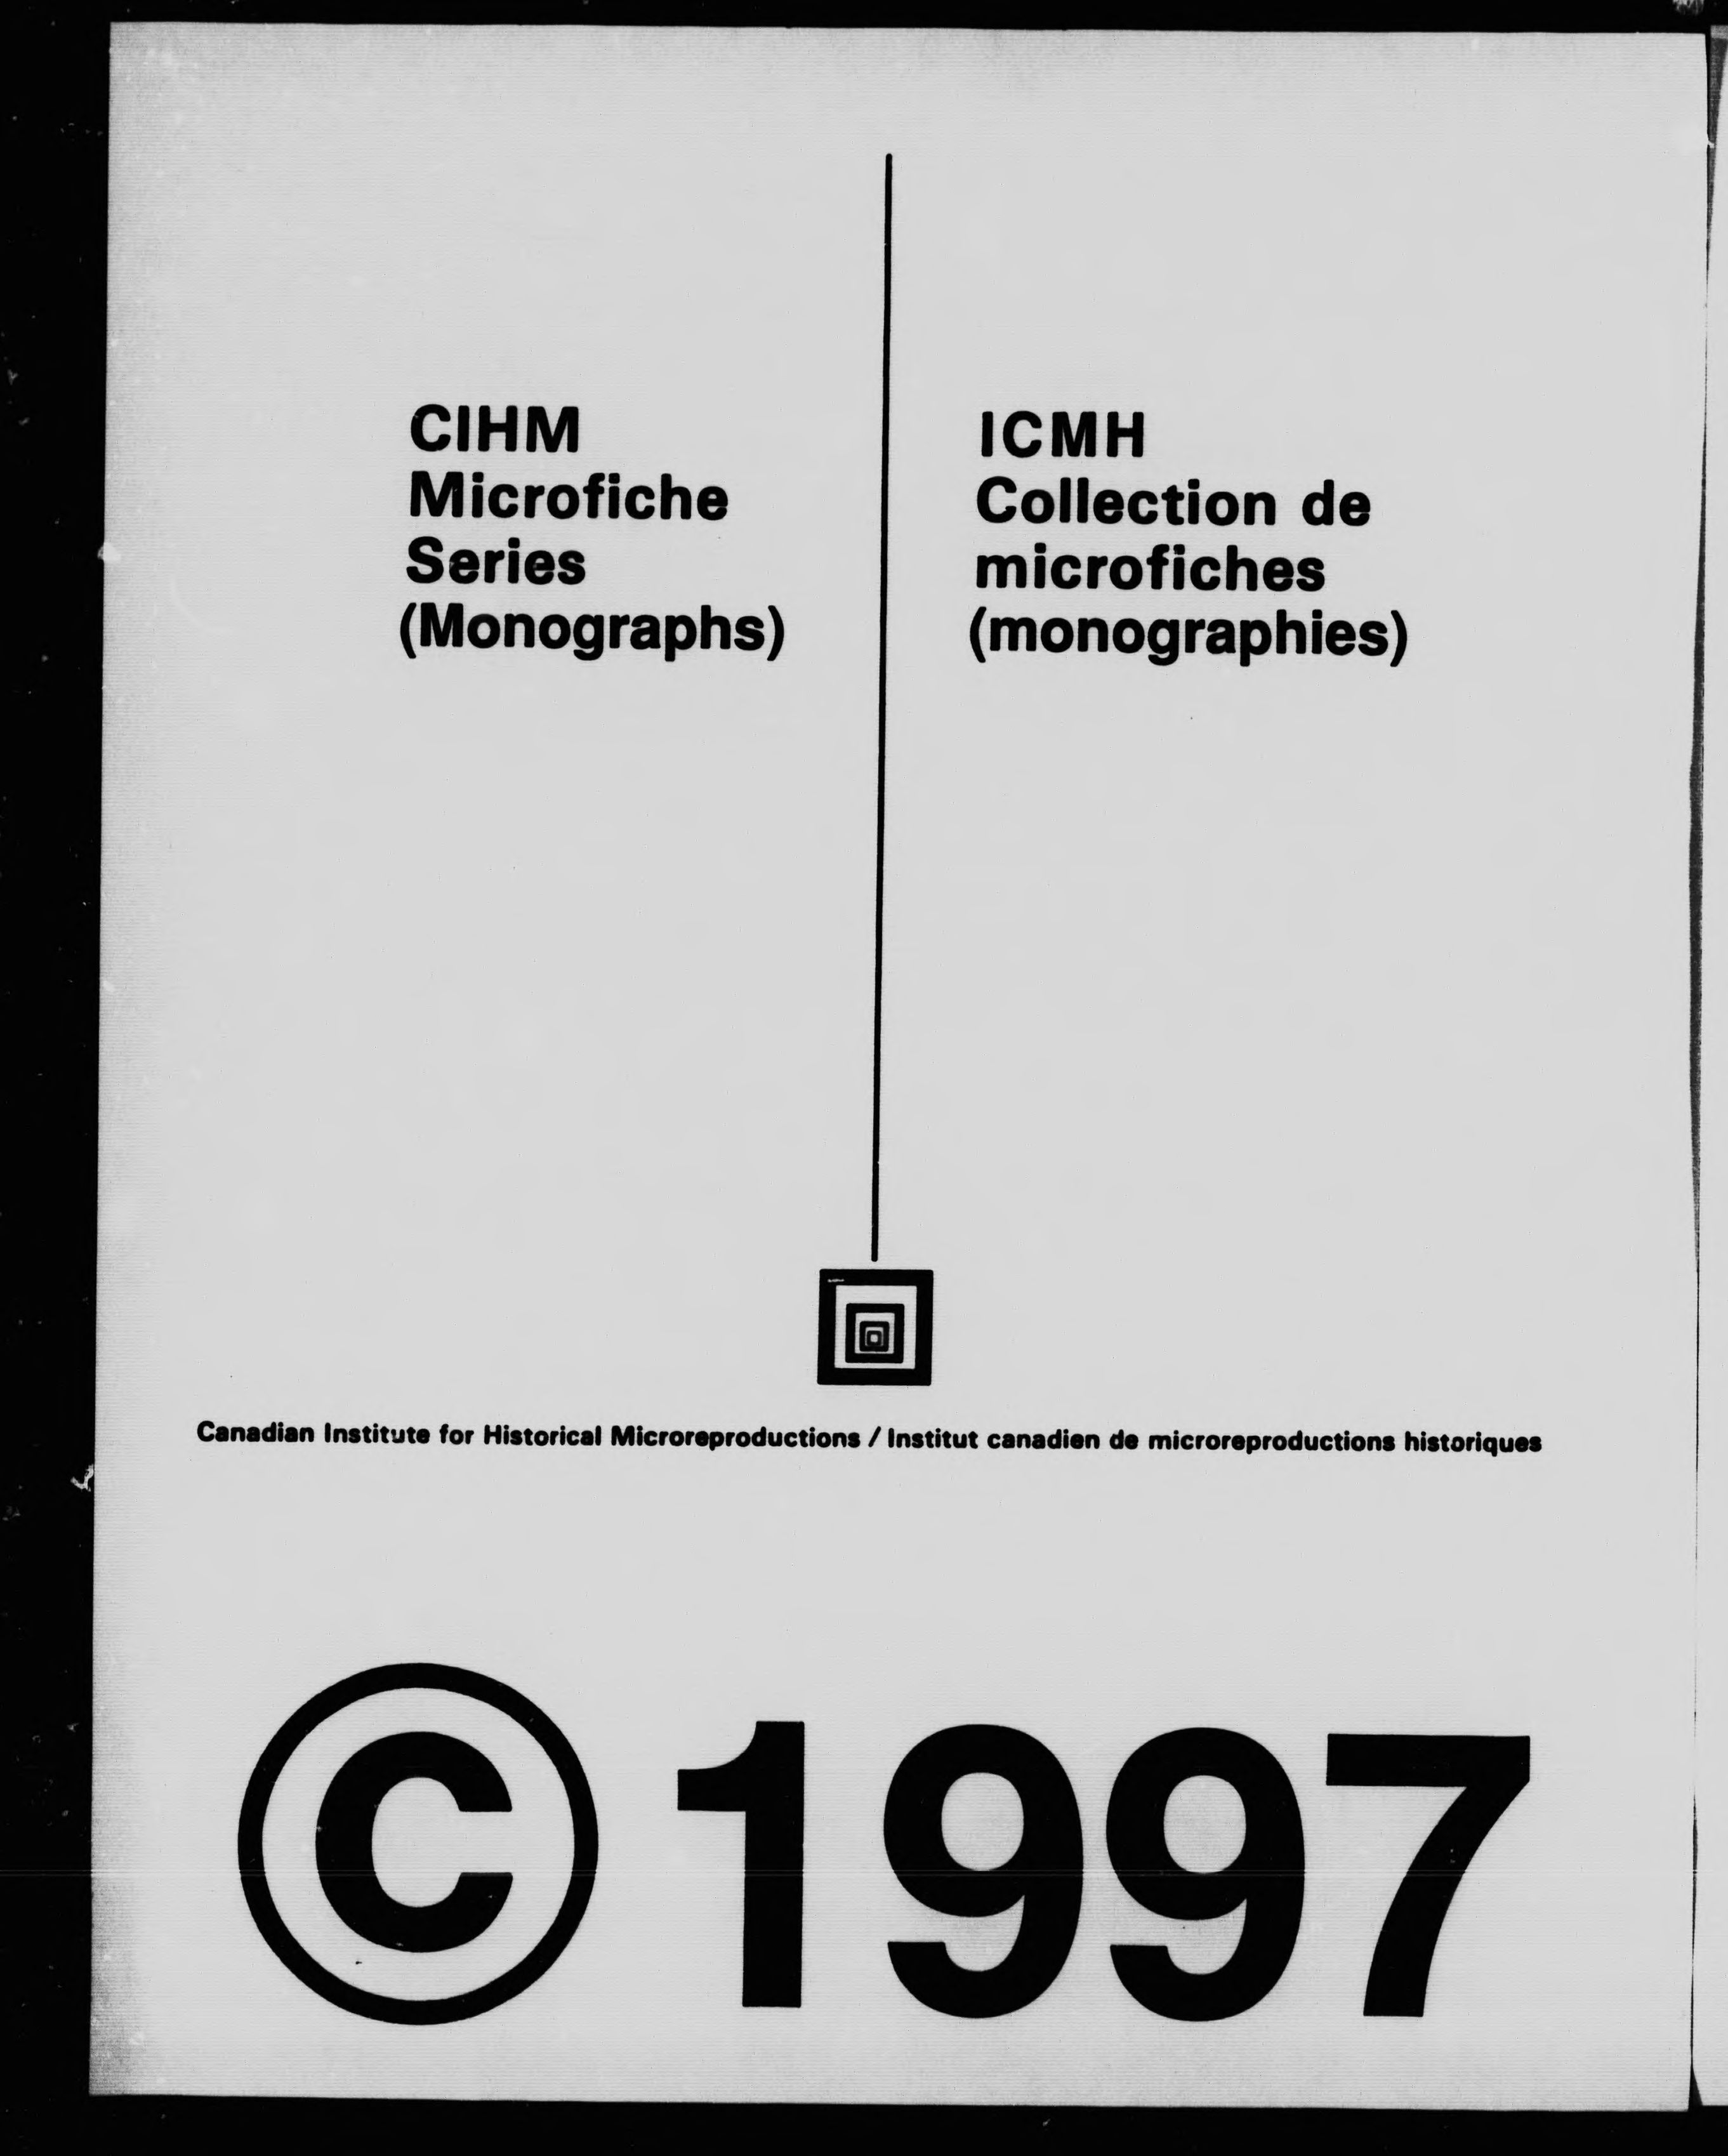 CIHM
Microfiche
Series
(Monographs)
ICMH
Collection de
microfiches
(monographies)
Canadian Institute for Historical Microreproductions / Institut canadien de microreproductions historiques
© 1997